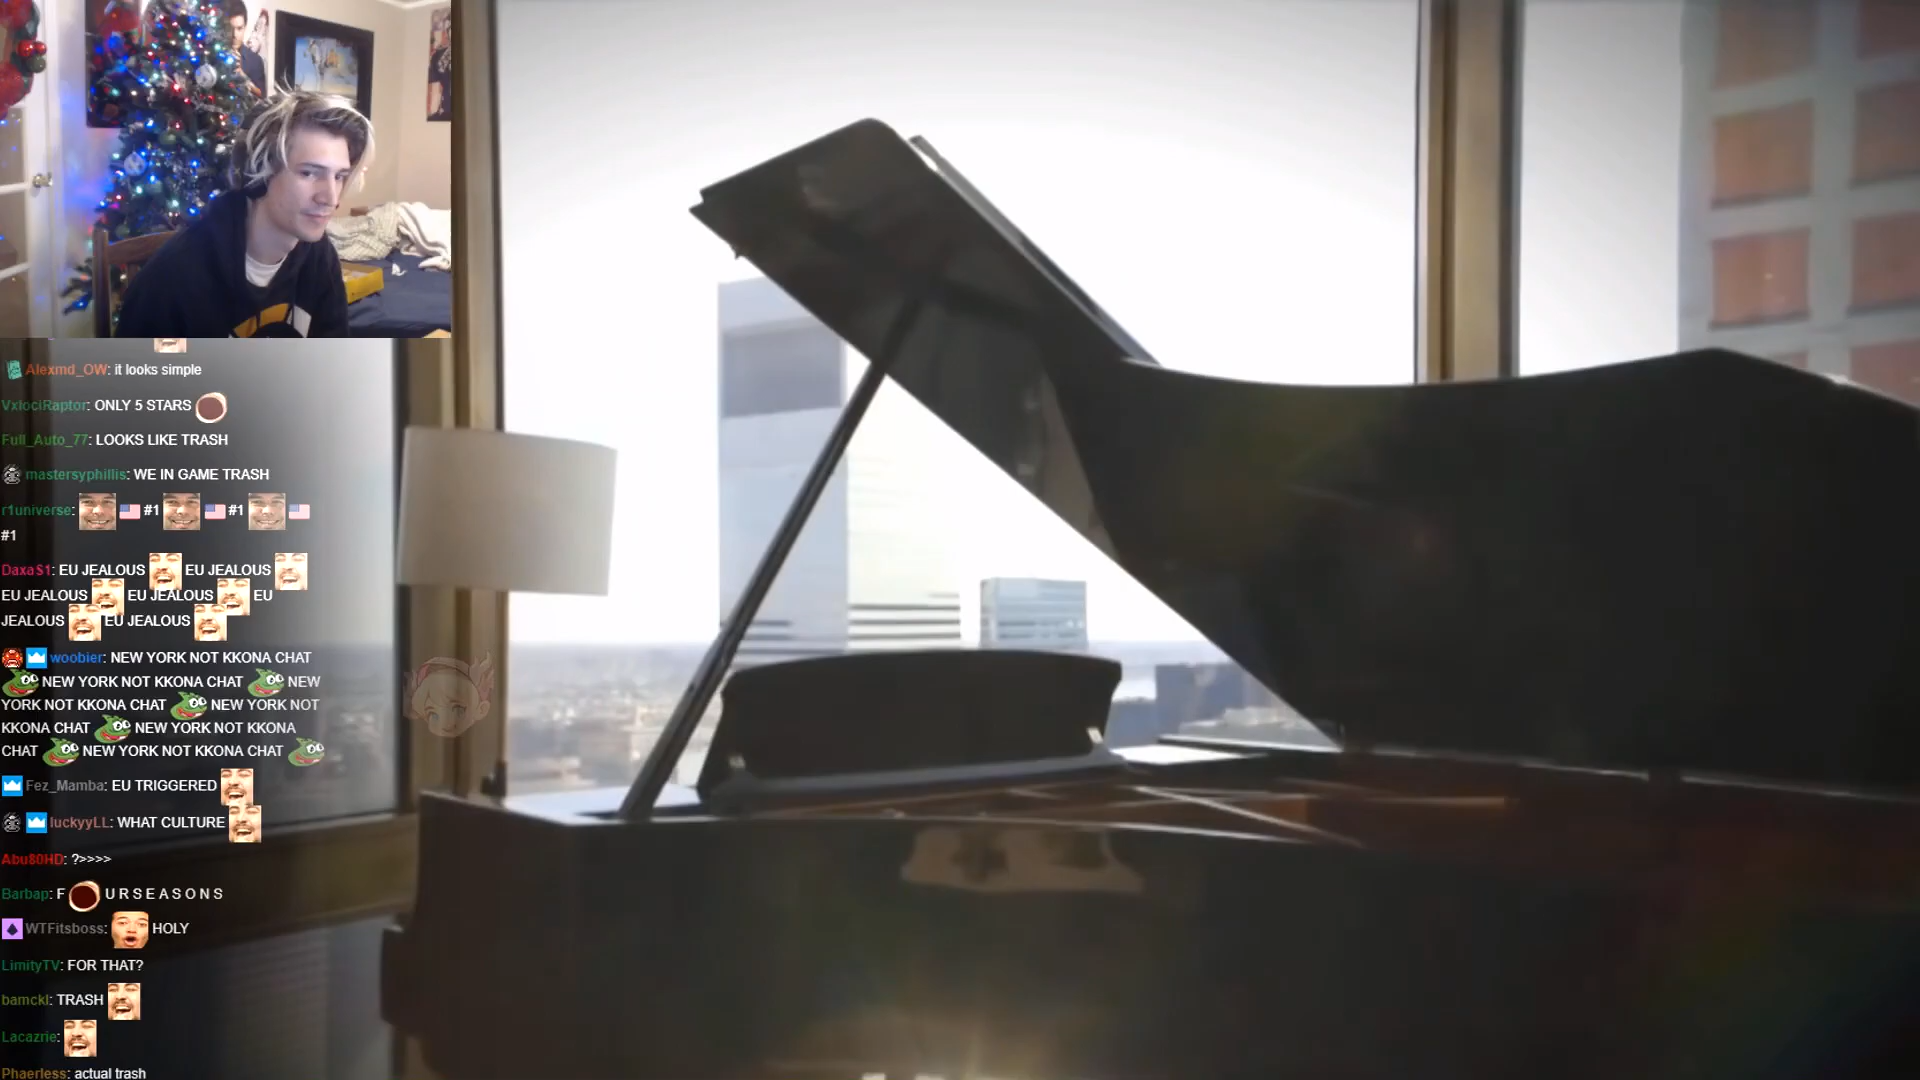 Alexmd_OW: it looks simple
VxlociRaptor: ONLY 5 STARS
Full_Auto_77: LOOKS LIKE TRASH
mastersyphillis: WE IN GAME TRASH
r1universe: #1 #1
#1
DaxaS1: EU JEALOUS EU JEALOUS
EU JEALOUS EU JEALOUS EU
JEALOUS EU JEALOUS
woobier: NEW YORK NOT KKONA CHAT
NEW YORK NOT KKONA CHAT NEW
YORK NOT KKONA CHAT NEW YORK NOT
KKONA CHAT NEW YORK NOT KKONA
CHAT NEW YORK NOT KKONA CHAT
Fez_Mamba: EU TRIGGERED
luckyyLL: WHAT CULTURE
Abu80HD: ?>>>>
Barbap: F U R S E A S O N S
WTFitsboss: HOLY
LimityTV: FOR THAT?
bamckl: TRASH
Lacazrie:
Phaerless: actual trash